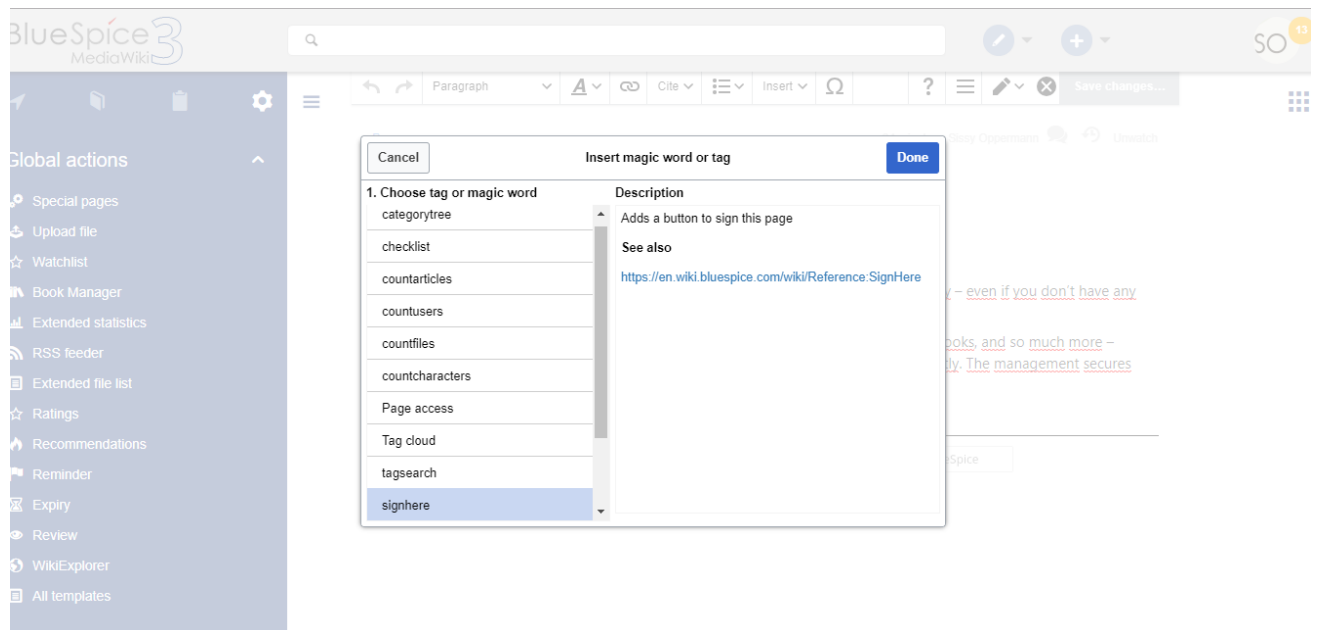 BlueSpice 3
MediaWiki
SO
13
Paragraph
A
Cite
Insert
Ω
?
Save changes...
Global actions
Special pages
Upload file
Watchlist
Book Manager
Extended statistics
RSS feeder
Extended file list
Ratings
Recommendations
Reminder
Expiry
Review
WikiExplorer
All templates
Oppermann
Unwatch
Cancel
Insert magic word or tag
Done
1. Choose tag or magic word
Description
categorytree
checklist
countarticles
countusers
countfiles
countcharacters
Page access
Tag cloud
tagsearch
signhere
Adds a button to sign this page
See also
https://en.wiki.bluespice.com/wiki/Reference:SignHere
– even if you don't have any
and so much more –
The management secures